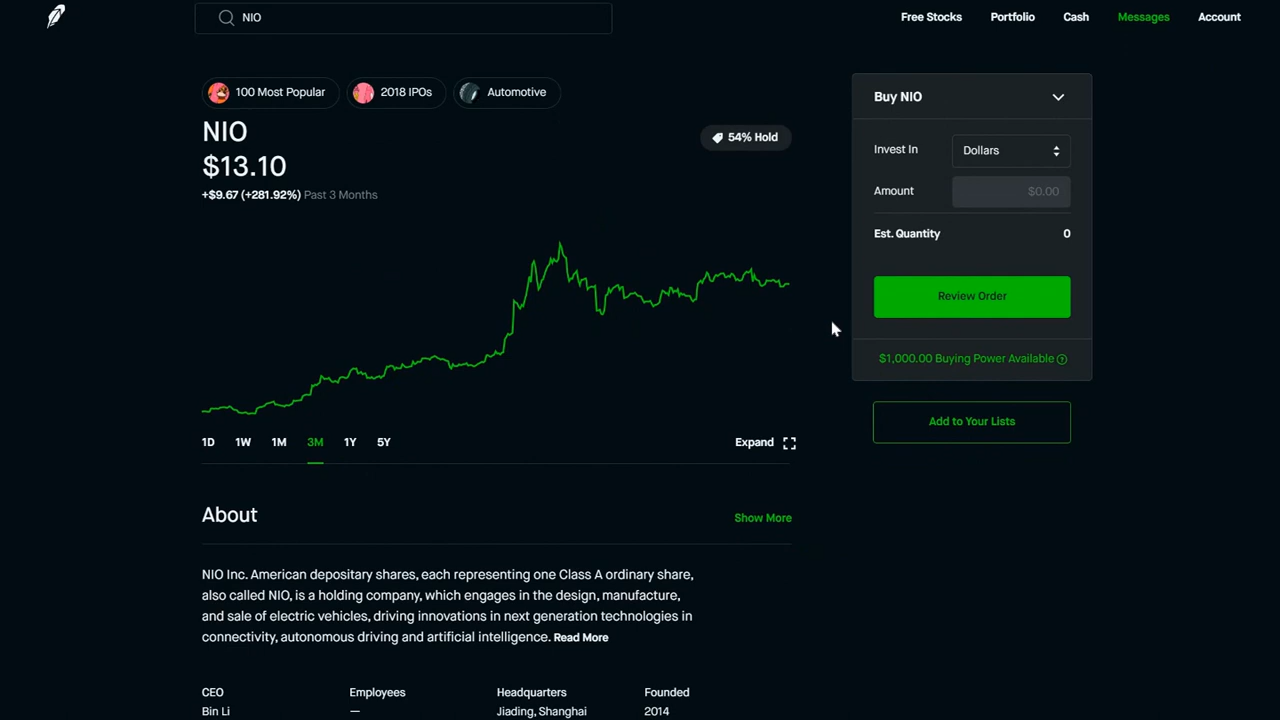 NIO
Free Stocks
Portfolio
Cash
Messages
Account
100 Most Popular
2018 IPOs
Automotive
NIO
$13.10
+$9.67 (+281.92%) Past 3 Months
54% Hold
1D
1W
1M
3M
1Y
5Y
Expand
Buy NIO
Invest In
Dollars
Amount
$0.00
Est. Quantity
0
Review Order
$1,000.00 Buying Power Available
Add to Your Lists
About
Show More
NIO Inc. American depositary shares, each representing one Class A ordinary share,
also called NIO, is a holding company, which engages in the design, manufacture,
and sale of electric vehicles, driving innovations in next generation technologies in
connectivity, autonomous driving and artificial intelligence. Read More
CEO
Bin Li
Employees
—
Headquarters
Jiading, Shanghai
Founded
2014